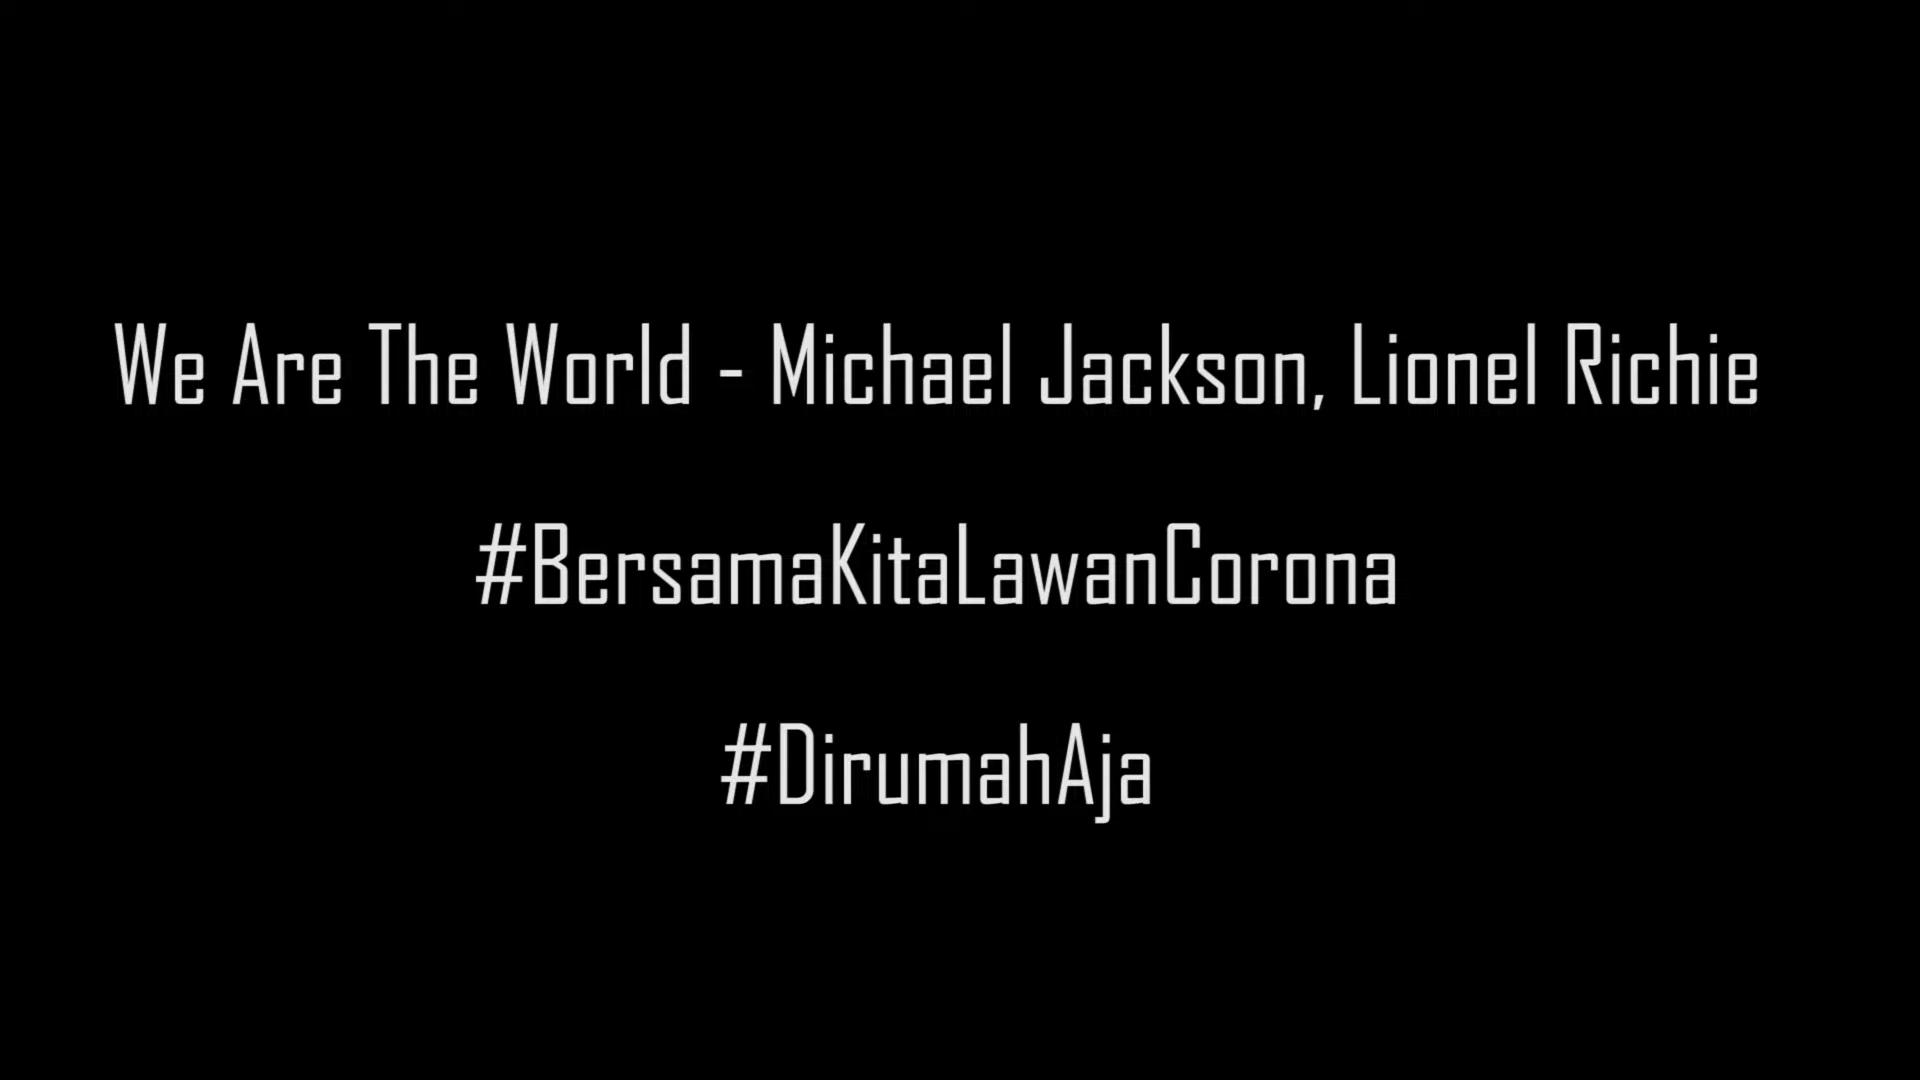 We Are The World - Michael Jackson, Lionel Richie
#BersamaKitaLawanCorona
#DirumahAja